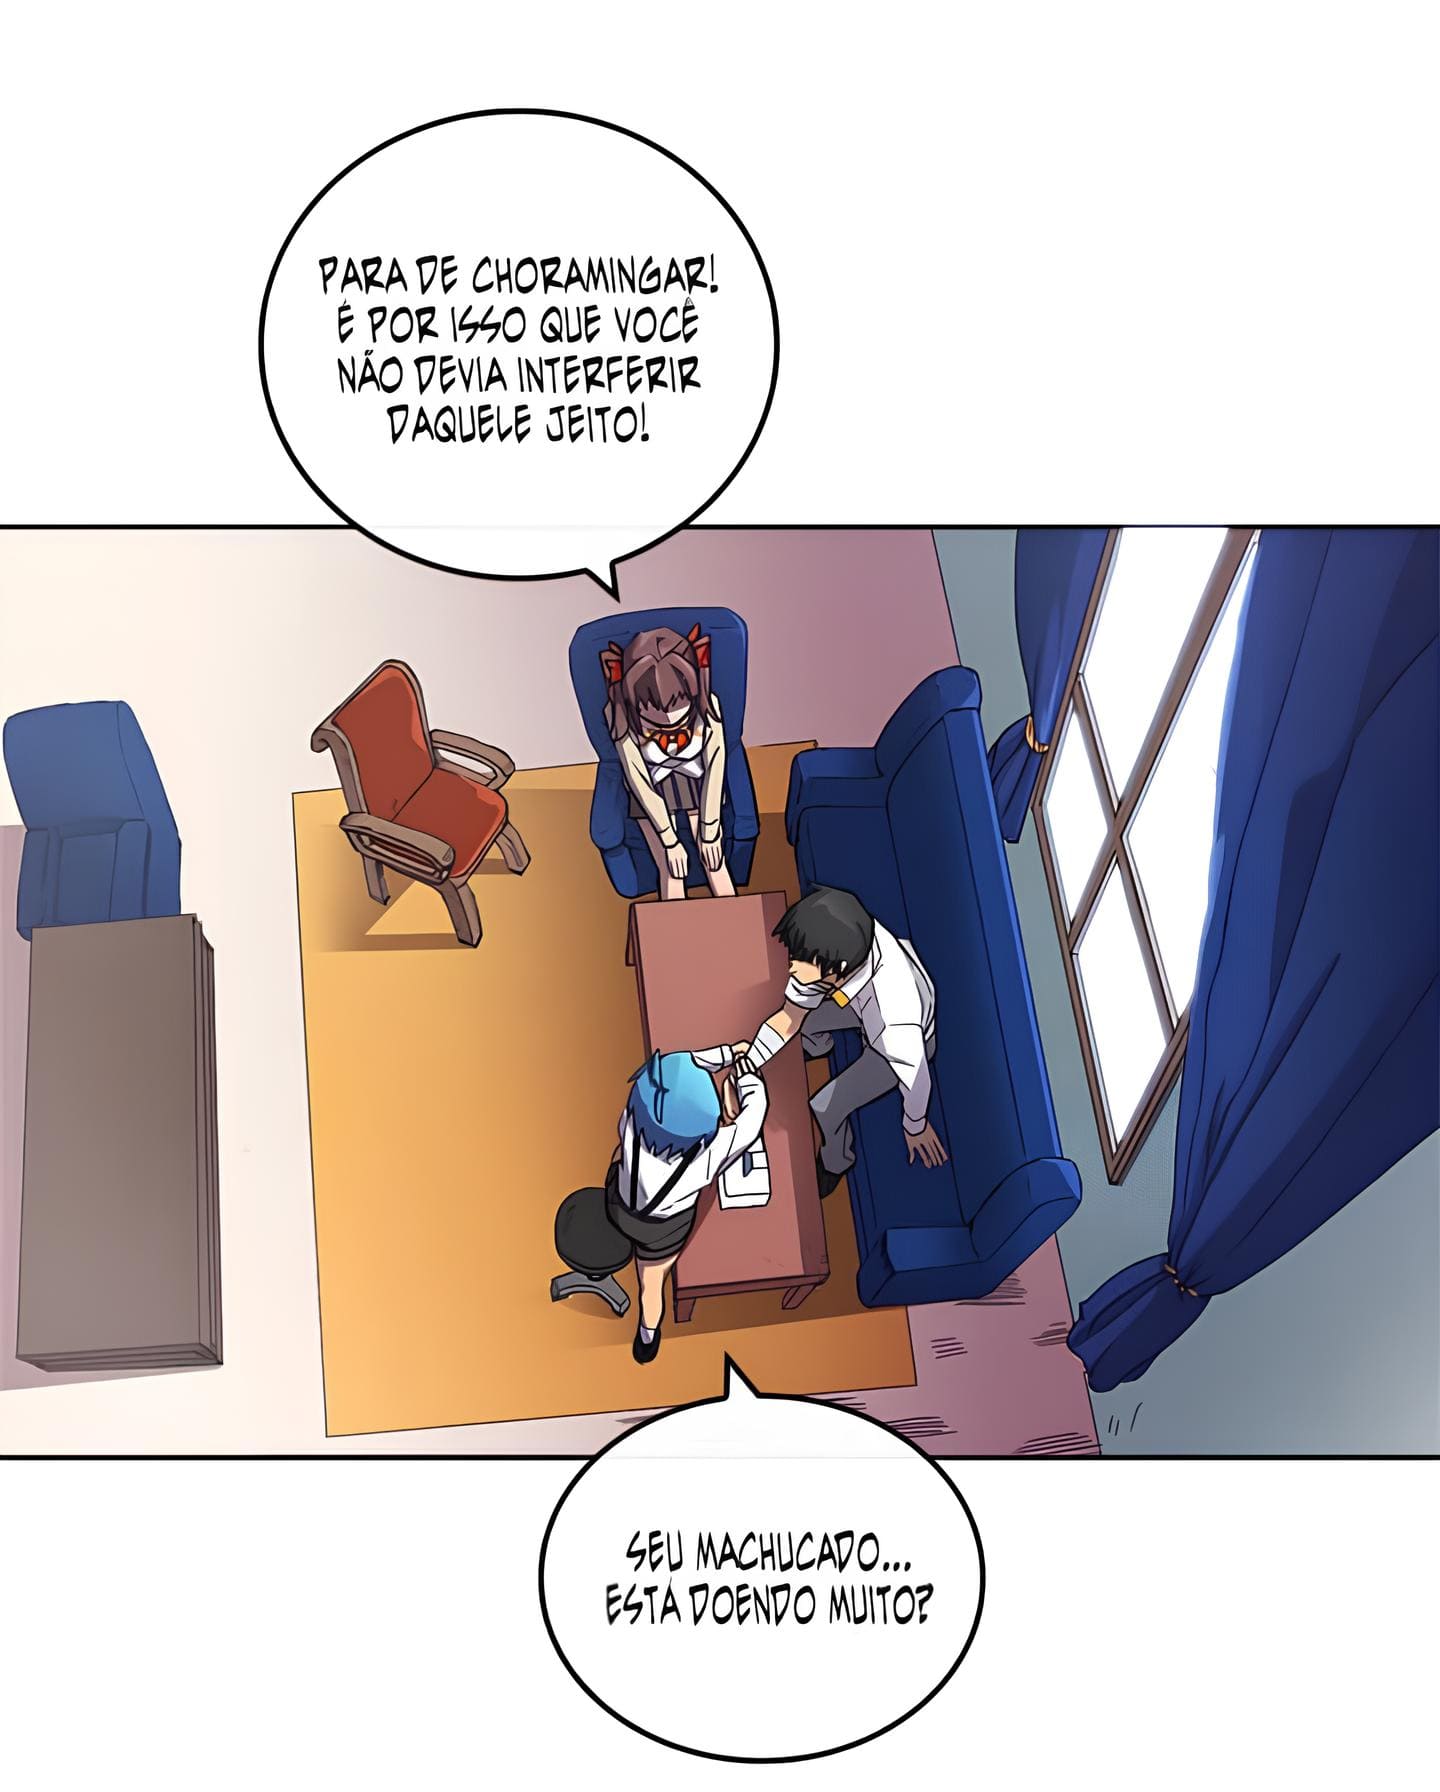 PARA DE CHORAMINGAR!
É POR ISSO QUE VOCÊ
NÃO DEVIA INTERFERIR
DAQUELE JEITO!
SEU MACHUCADO...
ESTÁ DOENDO MUITO?